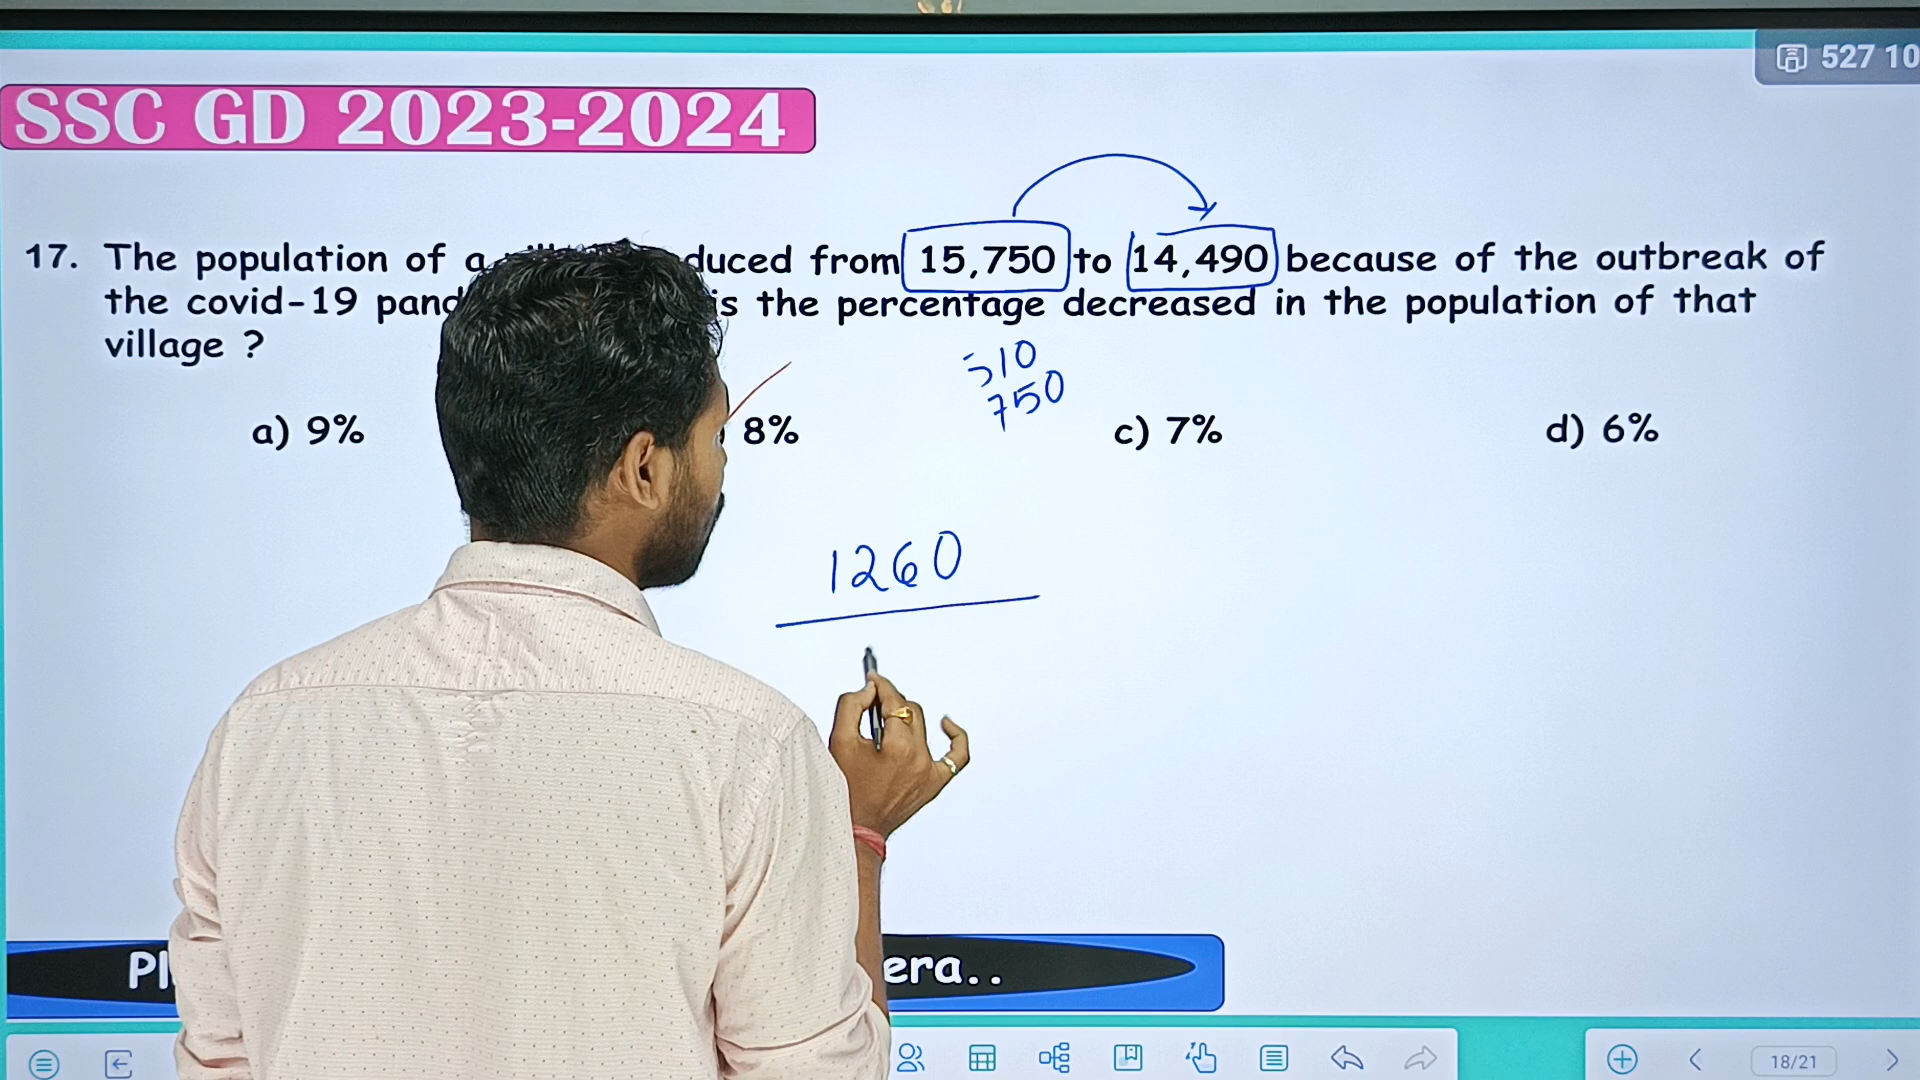 527 10
SSC GD 2023-2024
17. The population of a duced from 15,750 to 14,490 because of the outbreak of
the covid-19 pand is the percentage decreased in the population of that
village ?
510
750
a) 9% 8% c) 7% d) 6%
1260
Pl era..
18/21